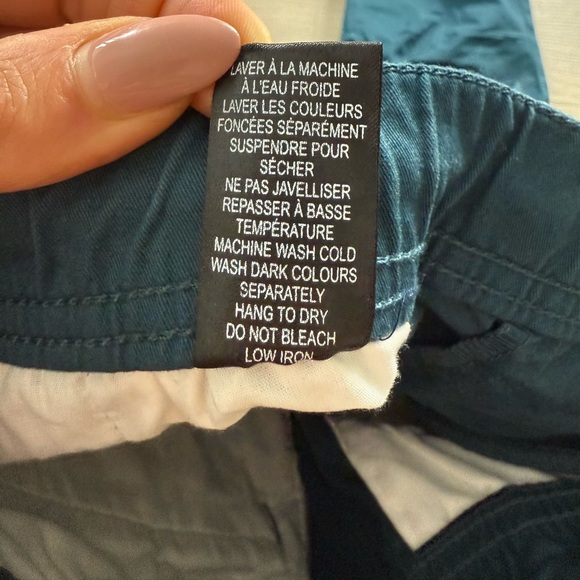 LAVER À LA MACHINE
À L'EAU FROIDE
LAVER LES COULEURS
FONCÉES SÉPARÉMENT
SUSPENDRE POUR
SÉCHER
NE PAS JAVELLISER
REPASSER À BASSE
TEMPÉRATURE
MACHINE WASH COLD
WASH DARK COLOURS
SEPARATELY
HANG TO DRY
DO NOT BLEACH
LOW IRON